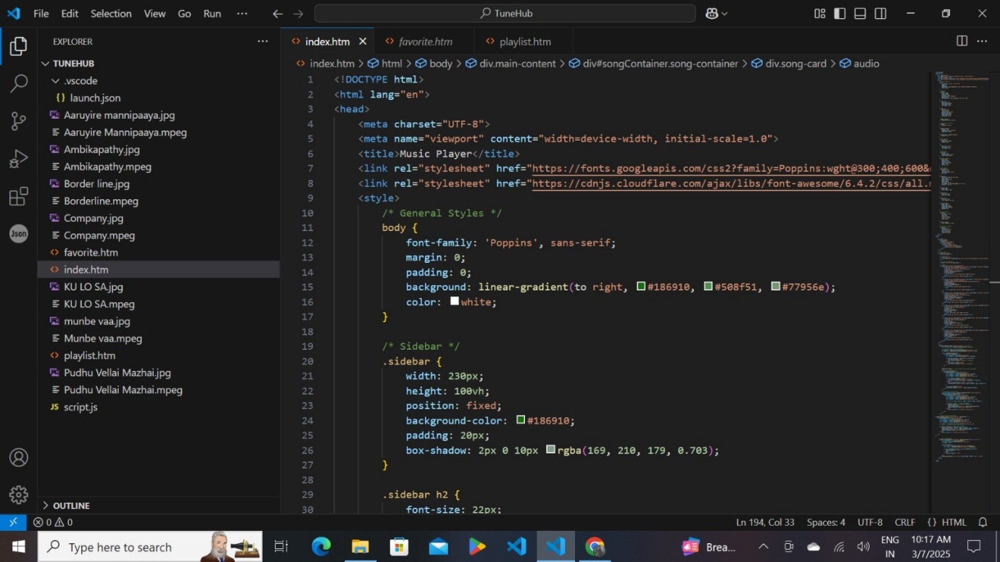 File Edit Selection View Go Run ··· TuneHub
EXPLORER ···
TUNEHUB
.vscode
{} launch.json
Aaruyire mannipaaya.jpg
Aaruyire Mannipaaya.mpeg
Ambikapathy.jpg
Ambikapathy.mpeg
Border line.jpg
Borderline.mpeg
Company.jpg
Company.mpeg
favorite.htm
index.htm
KU LO SA.jpg
KU LO SA.mpeg
munbe vaa.jpg
Munbe vaa.mpeg
playlist.htm
Pudhu Vellai Mazhai.jpg
Pudhu Vellai Mazhai.mpeg
JS script.js
OUTLINE
Json
index.htm favorite.htm playlist.htm
index.htm > html > body > div.main-content > div#songContainer.song-container > div.song-card > audio
1 <!DOCTYPE html>
2 <html lang="en">
3 <head>
4 <meta charset="UTF-8">
5 <meta name="viewport" content="width=device-width, initial-scale=1.0">
6 <title>Music Player</title>
7 <link rel="stylesheet" href="https://fonts.googleapis.com/css2?family=Poppins:wght@300;400;600&
8 <link rel="stylesheet" href="https://cdnjs.cloudflare.com/ajax/libs/font-awesome/6.4.2/css/all.
9 <style>
10 /* General Styles */
11 body {
12 font-family: 'Poppins', sans-serif;
13 margin: 0;
14 padding: 0;
15 background: linear-gradient(to right, #186910, #508f51, #77956e);
16 color: white;
17 }
18
19 /* Sidebar */
20 .sidebar {
21 width: 230px;
22 height: 100vh;
23 position: fixed;
24 background-color: #186910;
25 padding: 20px;
26 box-shadow: 2px 0 10px rgba(169, 210, 179, 0.703);
27 }
28
29 .sidebar h2 {
30 font-size: 22px;
0 0 Ln 194, Col 33 Spaces: 4 UTF-8 CRLF {} HTML
Type here to search Brea... ENG IN 10:17 AM 3/7/2025